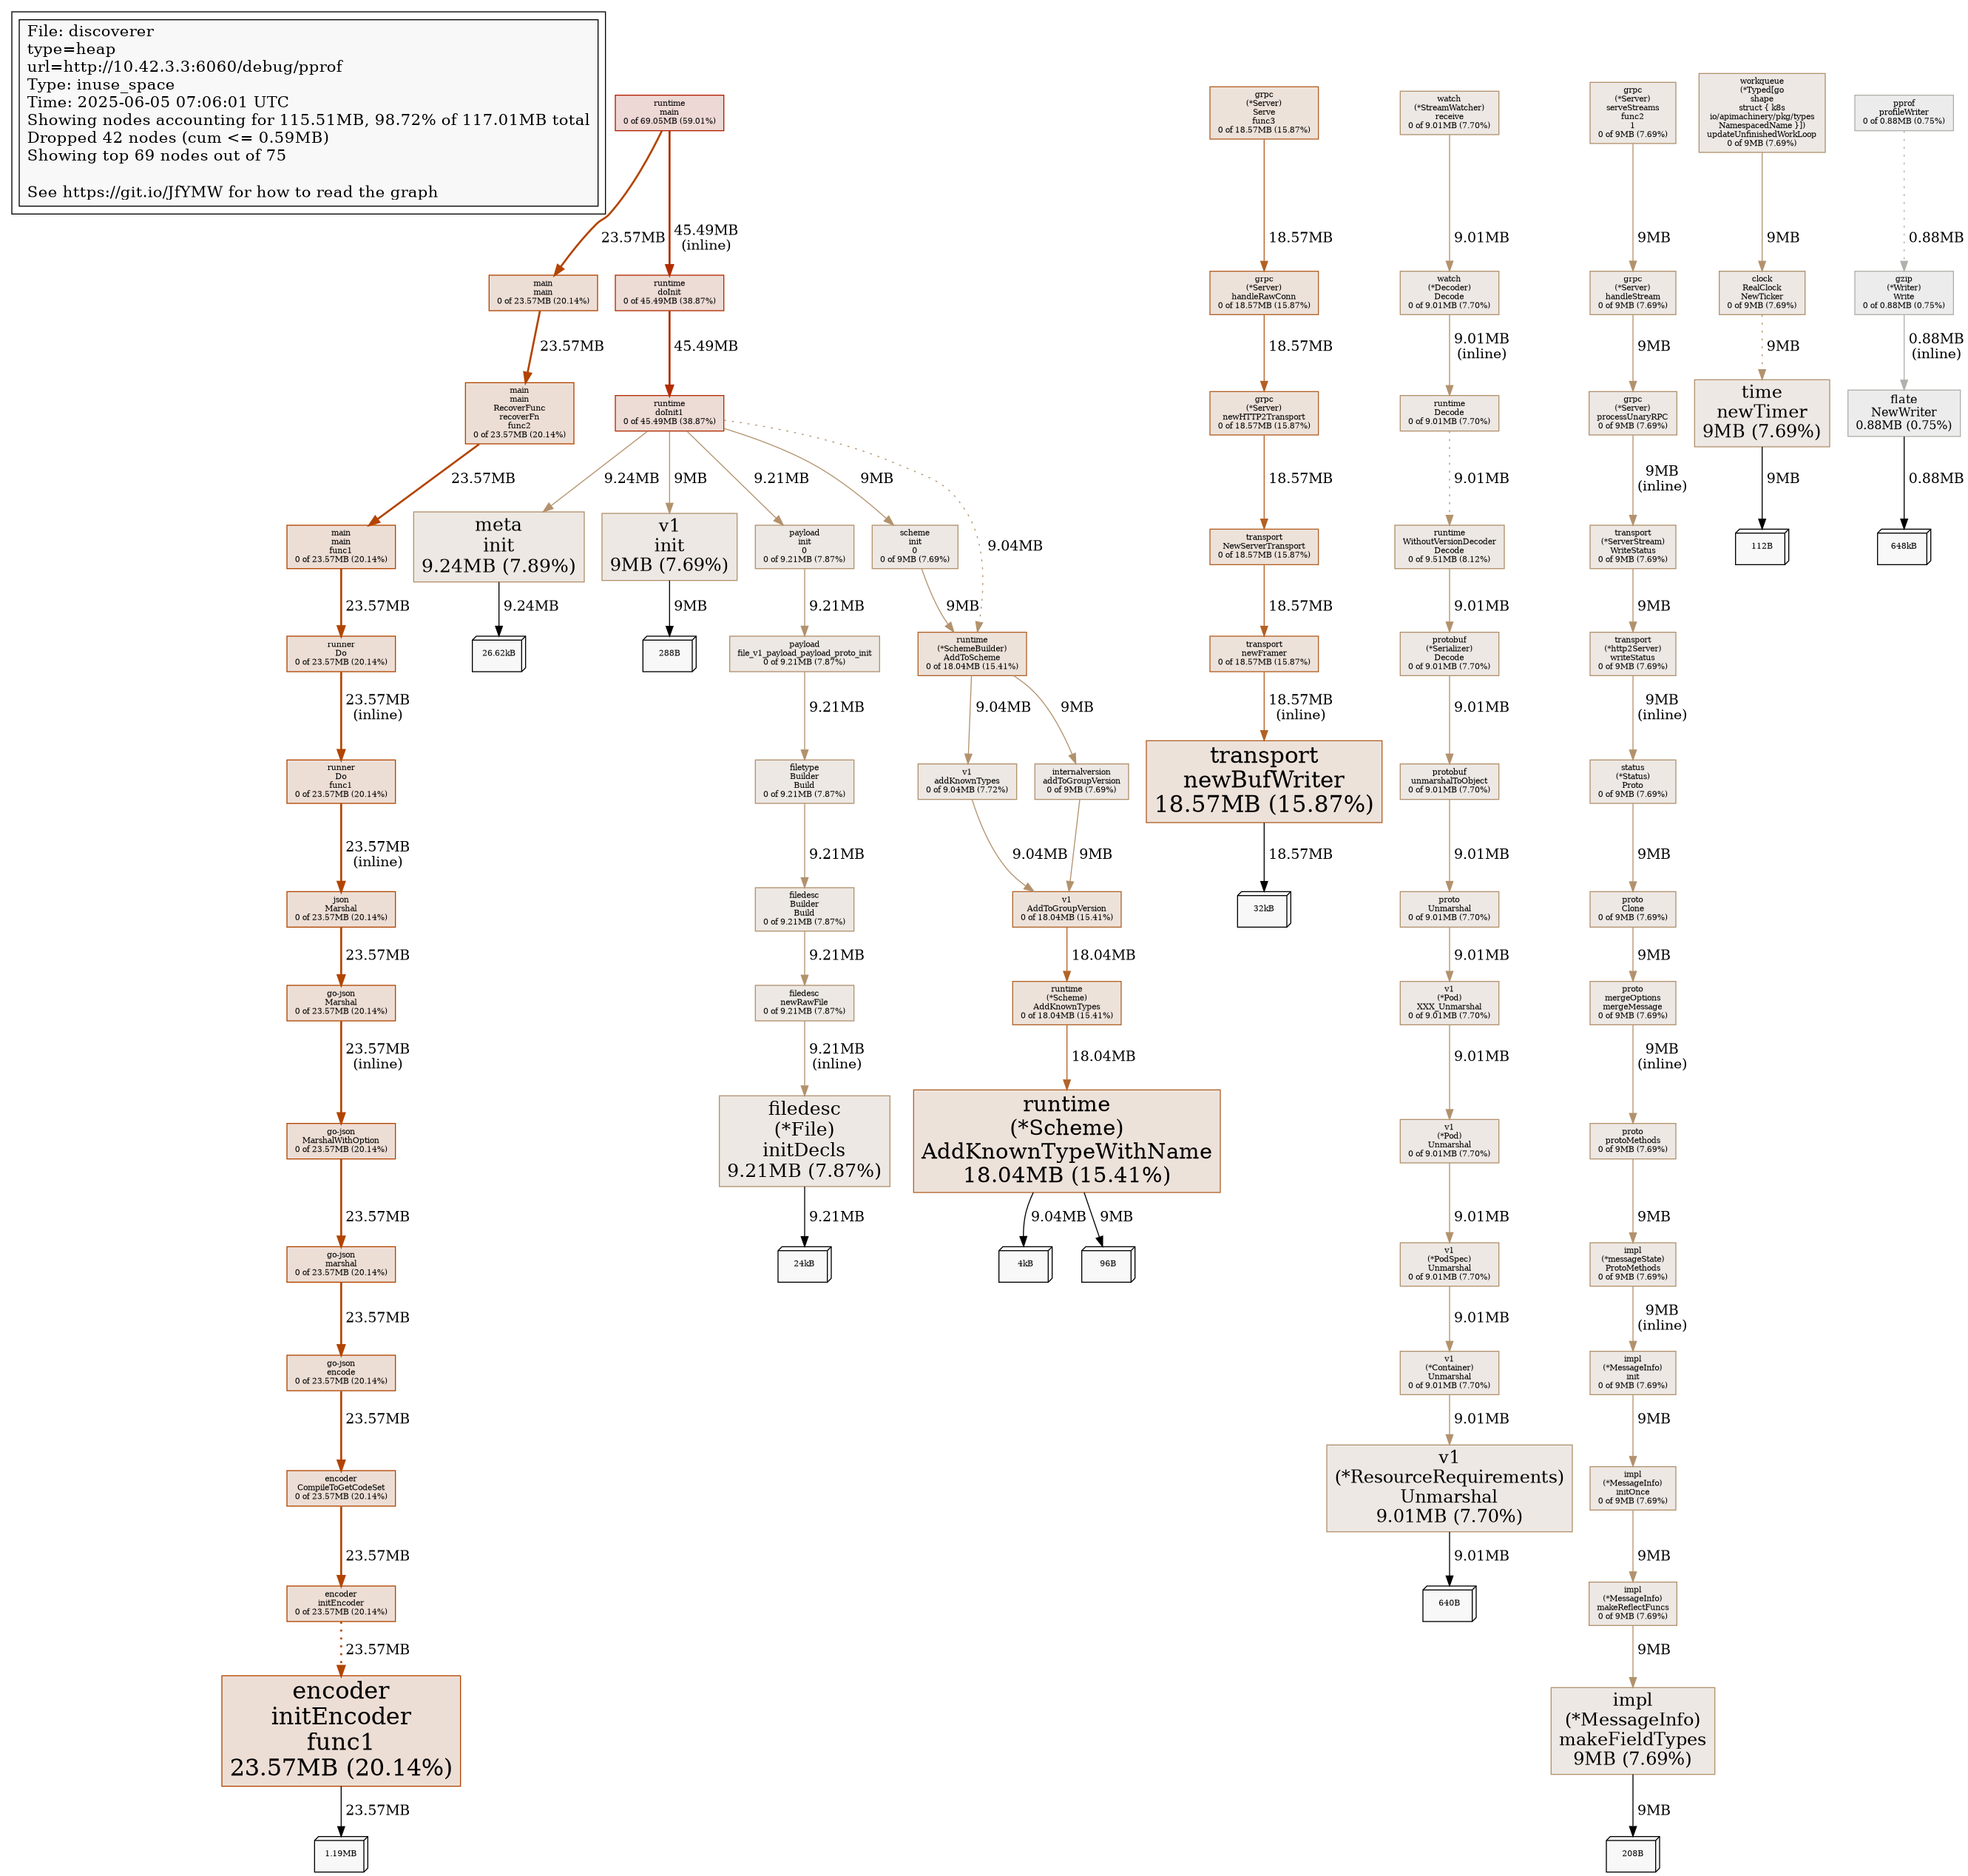 File: discoverer
type=heap
url=http://10.42.3.3:6060/debug/pprof
Type: inuse_space
Time: 2025-06-05 07:06:01 UTC
Showing nodes accounting for 115.51MB, 98.72% of 117.01MB total
Dropped 42 nodes (cum <= 0.59MB)
Showing top 69 nodes out of 75
See https://git.io/JfYMW for how to read the graph
runtime
main
0 of 69.05MB (59.01%)
23.57MB
45.49MB
(inline)
main
main
0 of 23.57MB (20.14%)
runtime
doInit
0 of 45.49MB (38.87%)
23.57MB
45.49MB
main
main
RecoverFunc
recoverFn
func2
0 of 23.57MB (20.14%)
runtime
doInit1
0 of 45.49MB (38.87%)
23.57MB
9.24MB
9MB
9.21MB
9MB
9.04MB
main
main
func1
0 of 23.57MB (20.14%)
23.57MB
runner
Do
0 of 23.57MB (20.14%)
23.57MB
(inline)
runner
Do
func1
0 of 23.57MB (20.14%)
23.57MB
(inline)
json
Marshal
0 of 23.57MB (20.14%)
23.57MB
go-json
Marshal
0 of 23.57MB (20.14%)
23.57MB
(inline)
go-json
MarshalWithOption
0 of 23.57MB (20.14%)
23.57MB
go-json
marshal
0 of 23.57MB (20.14%)
23.57MB
go-json
encode
0 of 23.57MB (20.14%)
23.57MB
encoder
CompileToGetCodeSet
0 of 23.57MB (20.14%)
23.57MB
encoder
initEncoder
0 of 23.57MB (20.14%)
23.57MB
encoder
initEncoder
func1
23.57MB (20.14%)
23.57MB
1.19MB
meta
init
9.24MB (7.89%)
9.24MB
26.62kB
v1
init
9MB (7.69%)
9MB
288B
payload
init
0
0 of 9.21MB (7.87%)
9.21MB
payload
file_v1_payload_payload_proto_init
0 of 9.21MB (7.87%)
9.21MB
filetype
Builder
Build
0 of 9.21MB (7.87%)
9.21MB
filedesc
Builder
Build
0 of 9.21MB (7.87%)
9.21MB
filedesc
newRawFile
0 of 9.21MB (7.87%)
9.21MB
(inline)
filedesc
(*File)
initDecls
9.21MB (7.87%)
9.21MB
24kB
scheme
init
0
0 of 9MB (7.69%)
9MB
runtime
(*SchemeBuilder)
AddToScheme
0 of 18.04MB (15.41%)
9.04MB
9MB
v1
addKnownTypes
0 of 9.04MB (7.72%)
internalversion
addToGroupVersion
0 of 9MB (7.69%)
9.04MB
9MB
v1
AddToGroupVersion
0 of 18.04MB (15.41%)
18.04MB
runtime
(*Scheme)
AddKnownTypes
0 of 18.04MB (15.41%)
18.04MB
runtime
(*Scheme)
AddKnownTypeWithName
18.04MB (15.41%)
9.04MB
9MB
4kB
96B
grpc
(*Server)
Serve
func3
0 of 18.57MB (15.87%)
18.57MB
grpc
(*Server)
handleRawConn
0 of 18.57MB (15.87%)
18.57MB
grpc
(*Server)
newHTTP2Transport
0 of 18.57MB (15.87%)
18.57MB
transport
NewServerTransport
0 of 18.57MB (15.87%)
18.57MB
transport
newFramer
0 of 18.57MB (15.87%)
18.57MB
(inline)
transport
newBufWriter
18.57MB (15.87%)
18.57MB
32kB
watch
(*StreamWatcher)
receive
0 of 9.01MB (7.70%)
9.01MB
watch
(*Decoder)
Decode
0 of 9.01MB (7.70%)
9.01MB
(inline)
runtime
Decode
0 of 9.01MB (7.70%)
9.01MB
runtime
WithoutVersionDecoder
Decode
0 of 9.51MB (8.12%)
9.01MB
protobuf
(*Serializer)
Decode
0 of 9.01MB (7.70%)
9.01MB
protobuf
unmarshalToObject
0 of 9.01MB (7.70%)
9.01MB
proto
Unmarshal
0 of 9.01MB (7.70%)
9.01MB
v1
(*Pod)
XXX_Unmarshal
0 of 9.01MB (7.70%)
9.01MB
v1
(*Pod)
Unmarshal
0 of 9.01MB (7.70%)
9.01MB
v1
(*PodSpec)
Unmarshal
0 of 9.01MB (7.70%)
9.01MB
v1
(*Container)
Unmarshal
0 of 9.01MB (7.70%)
9.01MB
v1
(*ResourceRequirements)
Unmarshal
9.01MB (7.70%)
9.01MB
640B
grpc
(*Server)
serveStreams
func2
1
0 of 9MB (7.69%)
9MB
grpc
(*Server)
handleStream
0 of 9MB (7.69%)
9MB
grpc
(*Server)
processUnaryRPC
0 of 9MB (7.69%)
9MB
(inline)
transport
(*ServerStream)
WriteStatus
0 of 9MB (7.69%)
9MB
transport
(*http2Server)
writeStatus
0 of 9MB (7.69%)
9MB
(inline)
status
(*Status)
Proto
0 of 9MB (7.69%)
9MB
proto
Clone
0 of 9MB (7.69%)
9MB
proto
mergeOptions
mergeMessage
0 of 9MB (7.69%)
9MB
(inline)
proto
protoMethods
0 of 9MB (7.69%)
9MB
impl
(*messageState)
ProtoMethods
0 of 9MB (7.69%)
9MB
(inline)
impl
(*MessageInfo)
init
0 of 9MB (7.69%)
9MB
impl
(*MessageInfo)
initOnce
0 of 9MB (7.69%)
9MB
impl
(*MessageInfo)
makeReflectFuncs
0 of 9MB (7.69%)
9MB
impl
(*MessageInfo)
makeFieldTypes
9MB (7.69%)
9MB
208B
workqueue
(*Typed[go
shape
struct { k8s
io/apimachinery/pkg/types
NamespacedName }])
updateUnfinishedWorkLoop
0 of 9MB (7.69%)
9MB
clock
RealClock
NewTicker
0 of 9MB (7.69%)
9MB
time
newTimer
9MB (7.69%)
9MB
112B
pprof
profileWriter
0 of 0.88MB (0.75%)
0.88MB
gzip
(*Writer)
Write
0 of 0.88MB (0.75%)
0.88MB
(inline)
flate
NewWriter
0.88MB (0.75%)
0.88MB
648kB